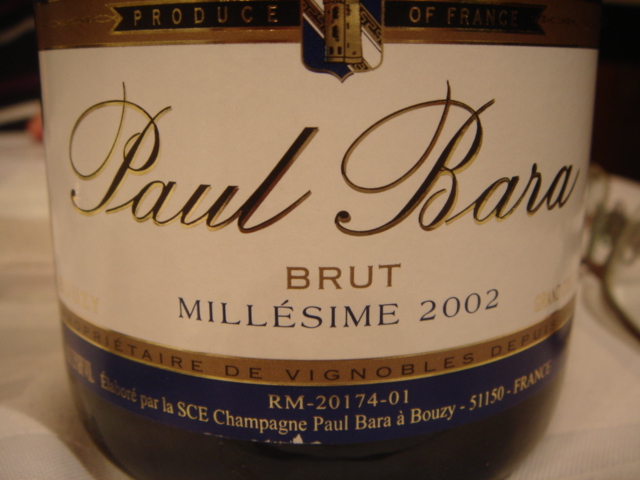 PRODUCE OF FRANCE
Paul Bara
BRUT
MILLÉSIME 2002
PROPRIÉTAIRE DE VIGNOBLES DEPUIS
RM-20174-01
Élaboré par la SCE Champagne Paul Bara à Bouzy - 51150 - FRANCE